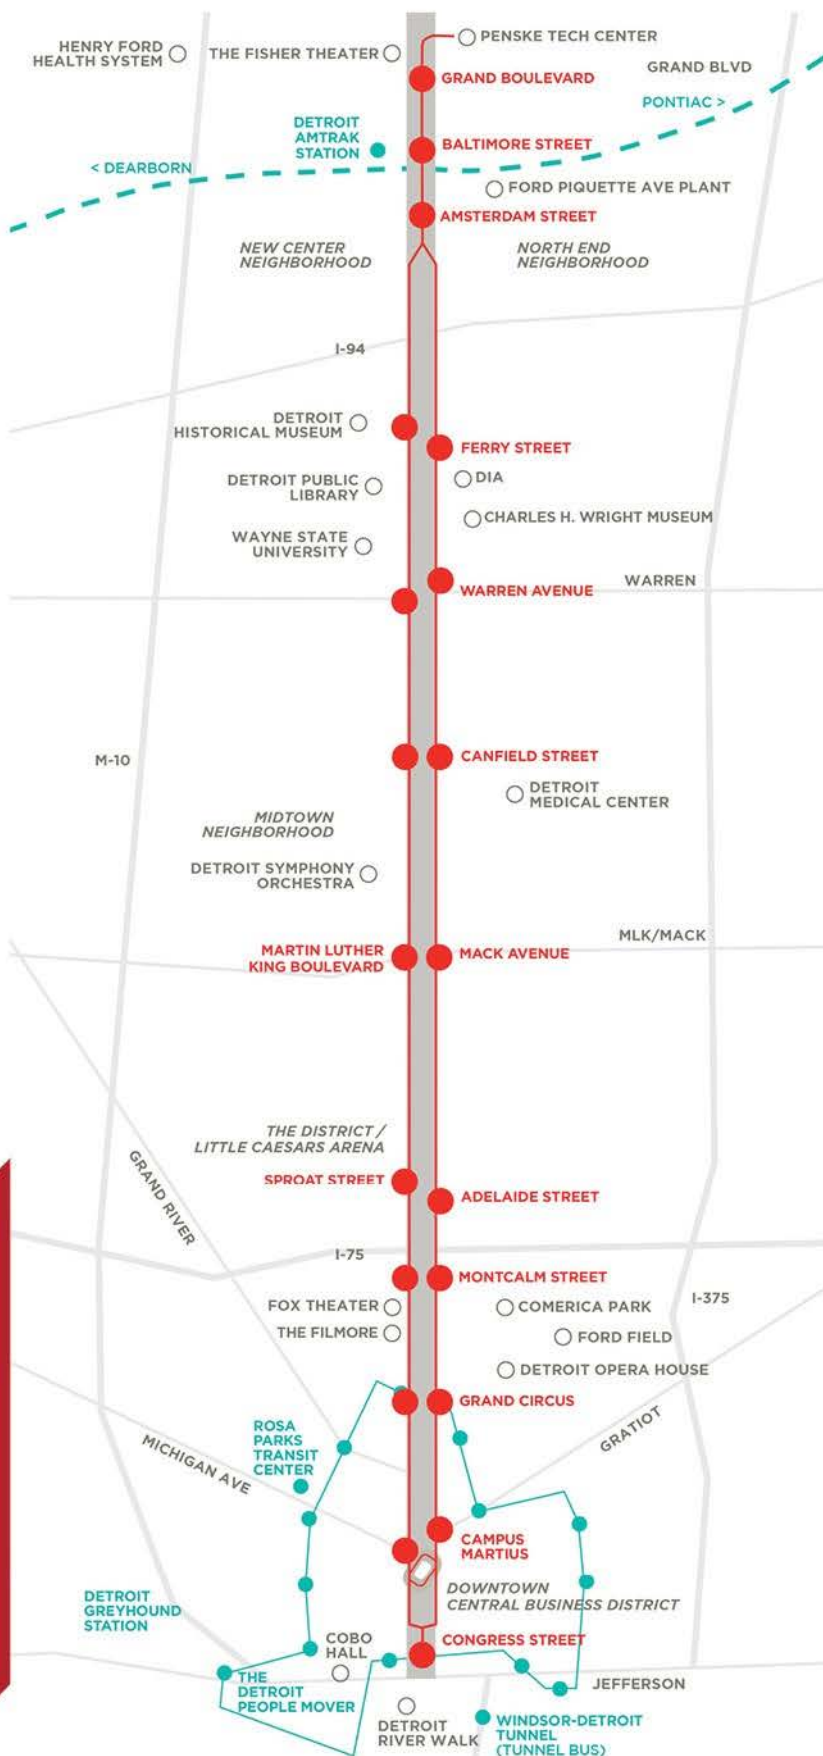 HENRY FORD
HEALTH SYSTEM
THE FISHER THEATER
PENSKE TECH CENTER
GRAND BOULEVARD
GRAND BLVD
PONTIAC >
DETROIT
AMTRAK
STATION
BALTIMORE STREET
< DEARBORN
FORD PIQUETTE AVE PLANT
AMSTERDAM STREET
NEW CENTER
NEIGHBORHOOD
NORTH END
NEIGHBORHOOD
I-94
DETROIT
HISTORICAL MUSEUM
FERRY STREET
DETROIT PUBLIC
LIBRARY
DIA
CHARLES H. WRIGHT MUSEUM
WAYNE STATE
UNIVERSITY
WARREN AVENUE
WARREN
M-10
CANFIELD STREET
DETROIT
MEDICAL CENTER
MIDTOWN
NEIGHBORHOOD
DETROIT SYMPHONY
ORCHESTRA
MLK/MACK
MARTIN LUTHER
KING BOULEVARD
MACK AVENUE
THE DISTRICT /
LITTLE CAESARS ARENA
GRAND RIVER
SPROAT STREET
ADELAIDE STREET
I-75
MONTCALM STREET
I-375
FOX THEATER
COMERICA PARK
THE FILMORE
FORD FIELD
DETROIT OPERA HOUSE
GRAND CIRCUS
ROSA
PARKS
TRANSIT
CENTER
MICHIGAN AVE
GRATIOT
CAMPUS
MARTIUS
DOWNTOWN
CENTRAL BUSINESS DISTRICT
DETROIT
GREYHOUND
STATION
COBO
HALL
CONGRESS STREET
THE
DETROIT
PEOPLE MOVER
JEFFERSON
DETROIT
RIVER WALK
WINDSOR-DETROIT
TUNNEL
(TUNNEL BUS)